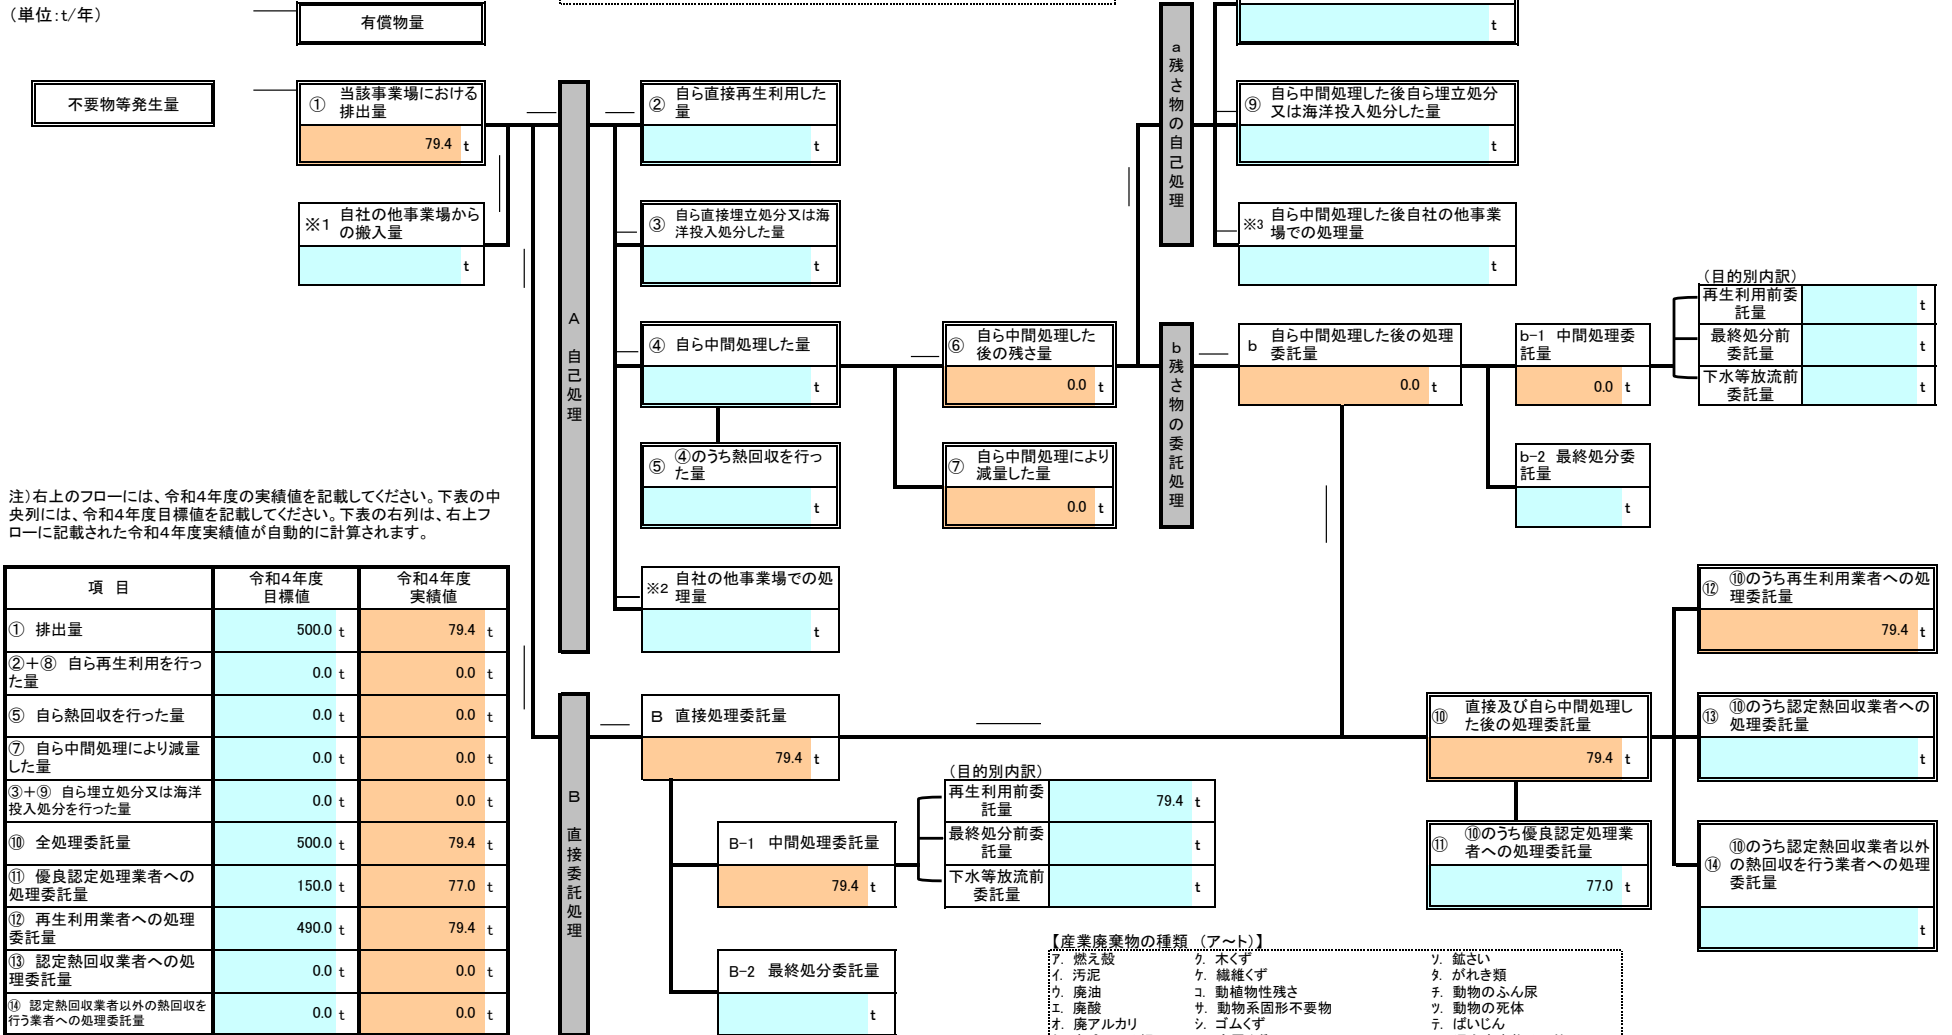 (単位:t/年)
有償物量
t
不要物等発生量
① 当該事業場における
排出量
79.4 t
※1 自社の他事業場から
の搬入量
t
A 自己処理
② 自ら直接再生利用した
量
t
③ 自ら直接埋立処分又は海
洋投入処分した量
t
④ 自ら中間処理した量
t
⑤ ④のうち熱回収を行っ
た量
t
※2 自社の他事業場での処
理量
t
⑥ 自ら中間処理した
後の残さ量
0.0 t
⑦ 自ら中間処理により
減量した量
0.0 t
a 残さ物の自己処理
⑨ 自ら中間処理した後自ら埋立処分
又は海洋投入処分した量
t
※3 自ら中間処理した後自社の他事業
場での処理量
t
b 残さ物の委託処理
b 自ら中間処理した後の処理
委託量
0.0 t
b-1 中間処理委
託量
0.0 t
b-2 最終処分委
託量
t
(目的別内訳)
再生利用前委
託量
t
最終処分前
委託量
t
下水等放流前
委託量
t
注)右上のフローには、令和4年度の実績値を記載してください。下表の中
央列には、令和4年度目標値を記載してください。下表の右列は、右上フ
ローに記載された令和4年度実績値が自動的に計算されます。
項 目 令和4年度
目標値 令和4年度
実績値
① 排出量 500.0 t 79.4 t
②+⑧ 自ら再生利用を行っ
た量 0.0 t 0.0 t
⑤ 自ら熱回収を行った量 0.0 t 0.0 t
⑦ 自ら中間処理により減量
した量 0.0 t 0.0 t
③+⑨ 自ら埋立処分又は海洋
投入処分を行った量 0.0 t 0.0 t
⑩ 全処理委託量 500.0 t 79.4 t
⑪ 優良認定処理業者への
処理委託量 150.0 t 77.0 t
⑫ 再生利用業者への処理
委託量 490.0 t 79.4 t
⑬ 認定熱回収業者への処
理委託量 0.0 t 0.0 t
⑭ 認定熱回収業者以外の熱回収を
行う業者への処理委託量 0.0 t 0.0 t
B 直接委託処理
B 直接処理委託量
79.4 t
B-1 中間処理委託量
79.4 t
B-2 最終処分委託量
t
(目的別内訳)
再生利用前委
託量
79.4 t
最終処分前委
託量
t
下水等放流前
委託量
t
⑩ 直接及び自ら中間処理し
た後の処理委託量
79.4 t
⑪ ⑩のうち優良認定処理業
者への処理委託量
77.0 t
⑫ ⑩のうち再生利用業者への処
理委託量
79.4 t
⑬ ⑩のうち認定熱回収業者への
処理委託量
t
⑭ ⑩のうち認定熱回収業者以外
の熱回収を行う業者への処理
委託量
t
【産業廃棄物の種類 (ア~ト)】
ア. 燃え殻 ク. 木くず ソ. 鉱さい
イ. 汚泥 ケ. 繊維くず タ. がれき類
ウ. 廃油 コ. 動植物性残さ チ. 動物のふん尿
エ. 廃酸 サ. 動物系固形不要物 ツ. 動物の死体
オ. 廃アルカリ シ. ゴムくず テ. ばいじん